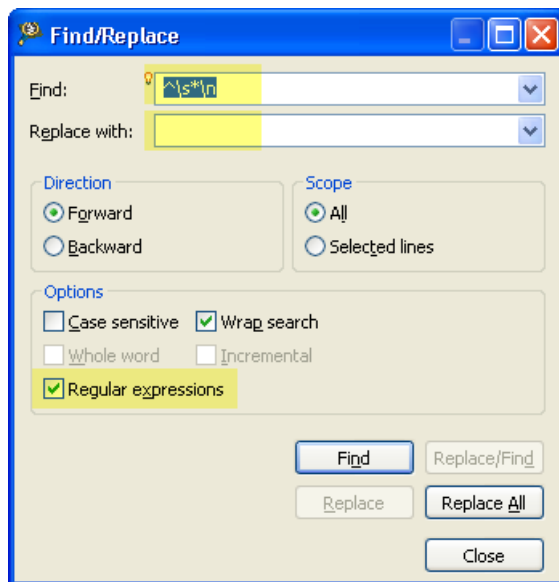 Find/Replace
Find: ^\s*\n
Replace with:
Direction
Forward
Backward
Scope
All
Selected lines
Options
Case sensitive Wrap search
Whole word Incremental
Regular expressions
Find Replace/Find
Replace Replace All
Close